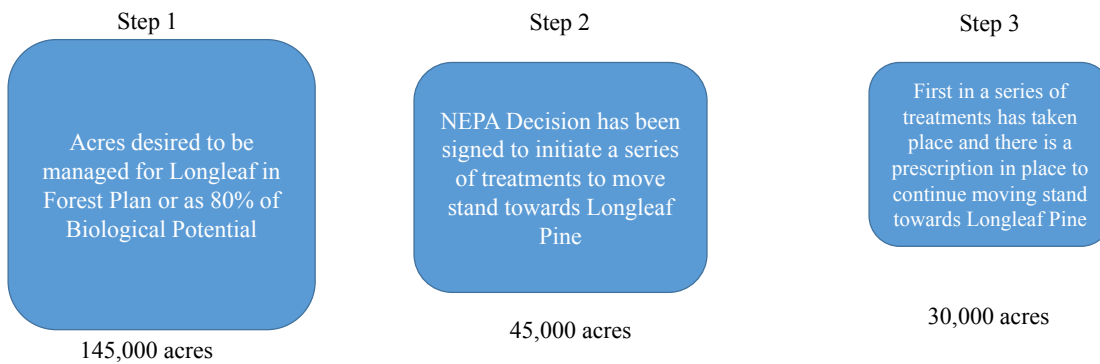 Step 1
Acres desired to be
managed for Longleaf in
Forest Plan or as 80% of
Biological Potential
145,000 acres
Step 2
NEPA Decision has been
signed to initiate a series
of treatments to move
stand towards Longleaf
Pine
45,000 acres
Step 3
First in a series of
treatments has taken
place and there is a
prescription in place to
continue moving stand
towards Longleaf Pine
30,000 acres